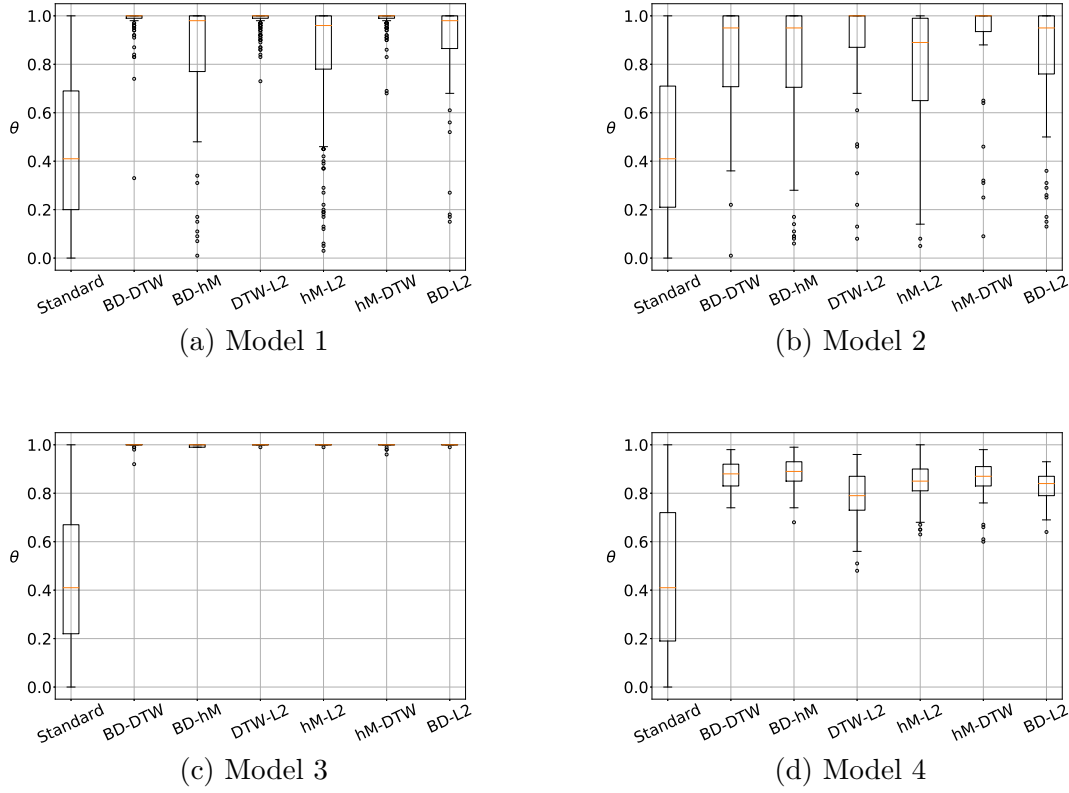 1.0
0.8
0.6
θ
0.4
0.2
0.0
Standard BD-DTW BD-hM DTW-L2 hM-L2 hM-DTW BD-L2
(a) Model 1
1.0
0.8
0.6
θ
0.4
0.2
0.0
Standard BD-DTW BD-hM DTW-L2 hM-L2 hM-DTW BD-L2
(b) Model 2
1.0
0.8
0.6
θ
0.4
0.2
0.0
Standard BD-DTW BD-hM DTW-L2 hM-L2 hM-DTW BD-L2
(c) Model 3
1.0
0.8
0.6
θ
0.4
0.2
0.0
Standard BD-DTW BD-hM DTW-L2 hM-L2 hM-DTW BD-L2
(d) Model 4